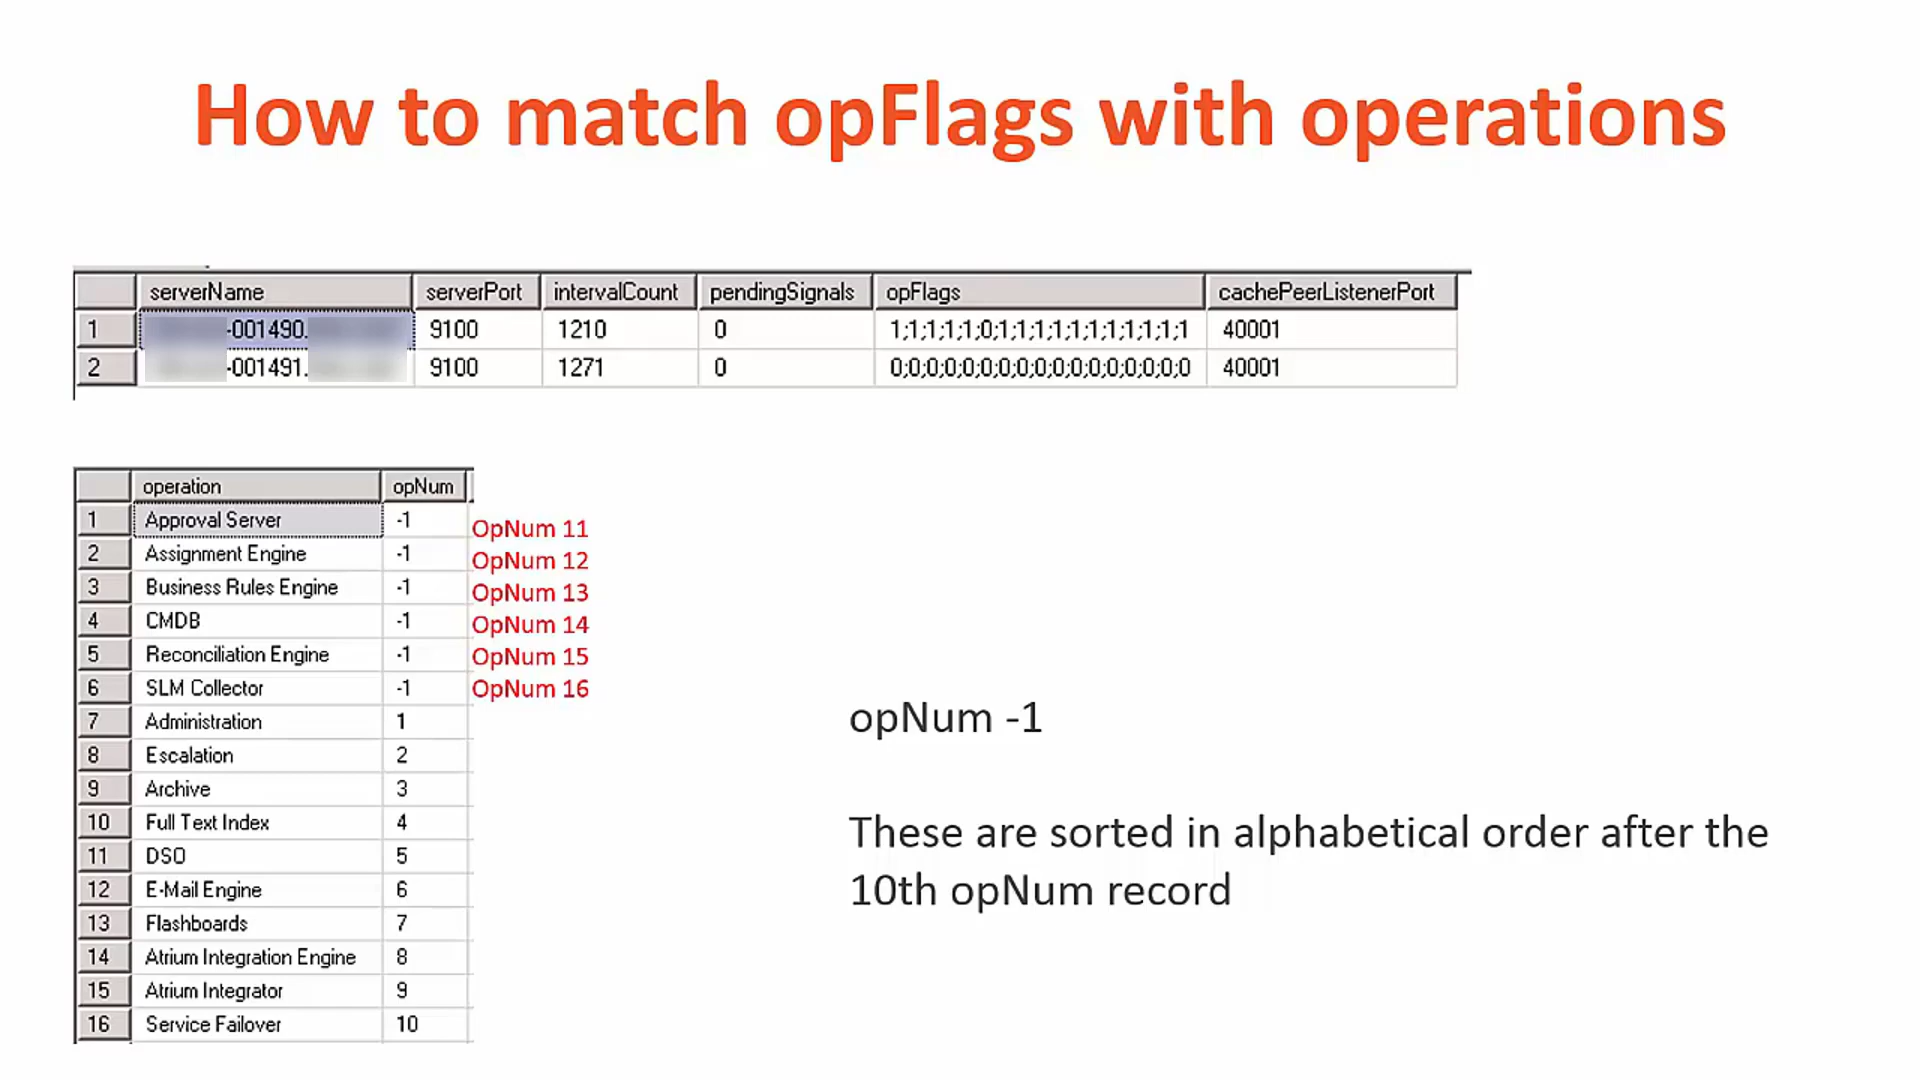 How to match opFlags with operations
serverName serverPort intervalCount pendingSignals opFlags cachePeerListenerPort
1 -001490. 9100 1210 0 1;1;1;1;1;0;1;1;1;1;1;1;1;1;1;1;1 40001
2 -001491. 9100 1271 0 0;0;0;0;0;0;0;0;0;0;0;0;0;0;0;0;0 40001
operation opNum
1 Approval Server -1 OpNum 11
2 Assignment Engine -1 OpNum 12
3 Business Rules Engine -1 OpNum 13
4 CMDB -1 OpNum 14
5 Reconciliation Engine -1 OpNum 15
6 SLM Collector -1 OpNum 16
7 Administration 1
8 Escalation 2
9 Archive 3
10 Full Text Index 4
11 DSO 5
12 E-Mail Engine 6
13 Flashboards 7
14 Atrium Integration Engine 8
15 Atrium Integrator 9
16 Service Failover 10
opNum -1
These are sorted in alphabetical order after the
10th opNum record